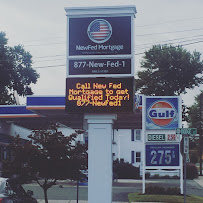 NewFed Mortgage
877-New-Fed-1
Call New Fed
Mortgage to get
Qualified Today!
877-NewFed1
Gulf
DIESEL
275